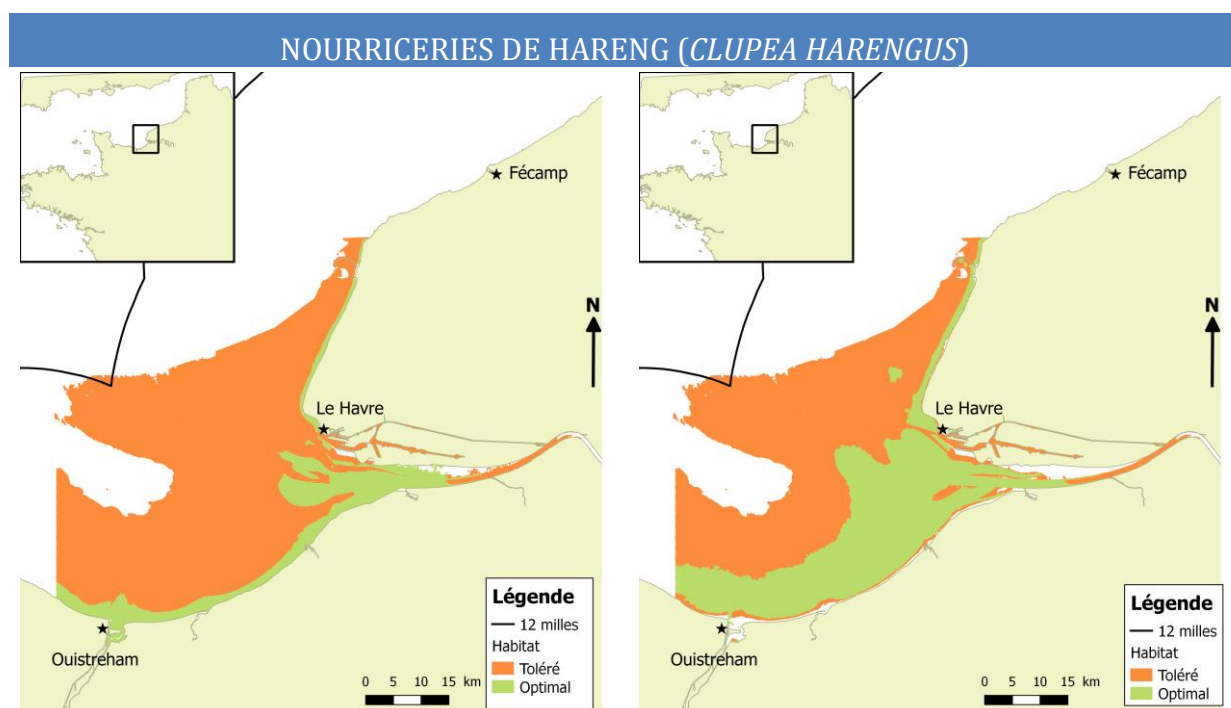 NOURRICERIES DE HARENG (CLUPEA HARENGUS)
Fécamp
N
Le Havre
Ouistreham
Légende
12 milles
Habitat
Toléré
Optimal
0 5 10 15 km
Fécamp
N
Le Havre
Ouistreham
Légende
12 milles
Habitat
Toléré
Optimal
0 5 10 15 km